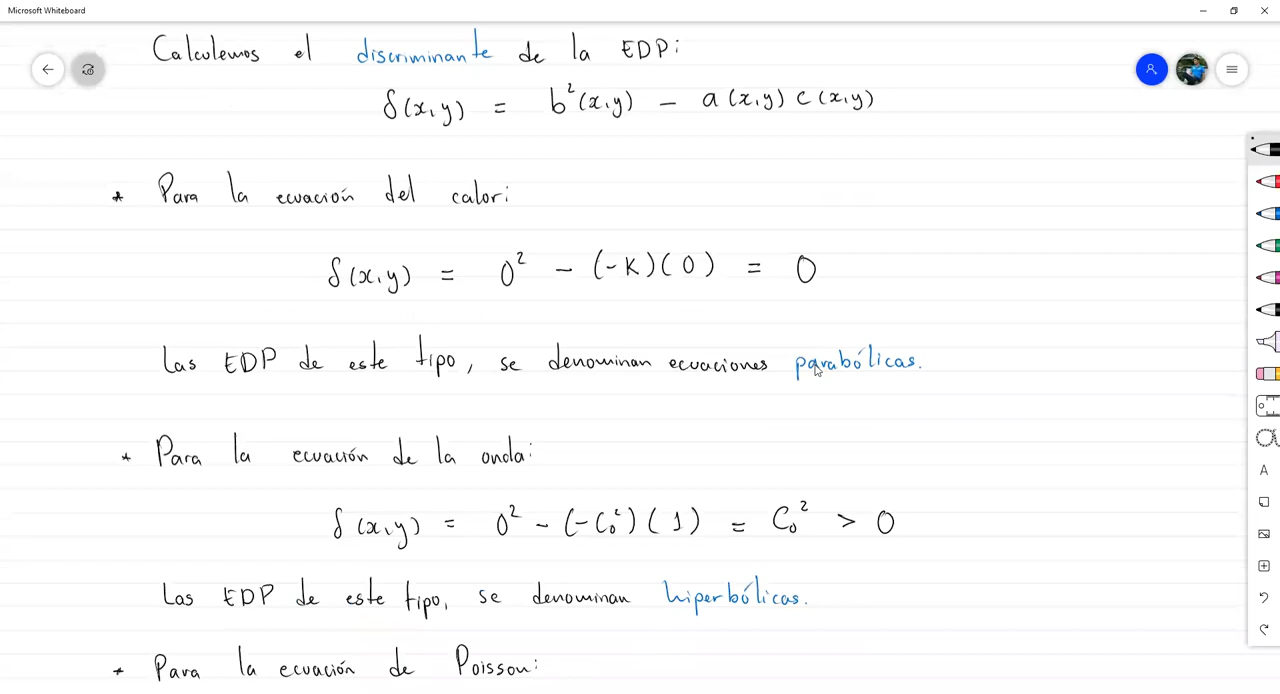 Microsoft Whiteboard
Calculemos el discriminante de la EDP:
δ(x,y) = b²(x,y) - a(x,y) c(x,y)
* Para la ecuación del calor:
δ(x,y) = 0² - (-K)(0) = 0
Las EDP de este tipo, se denominan ecuaciones parabólicas.
* Para la ecuación de la onda:
δ(x,y) = 0² - (-C₀²)(1) = C₀² > 0
Las EDP de este tipo, se denominan hiperbólicas.
* Para la ecuación de Poisson:
A